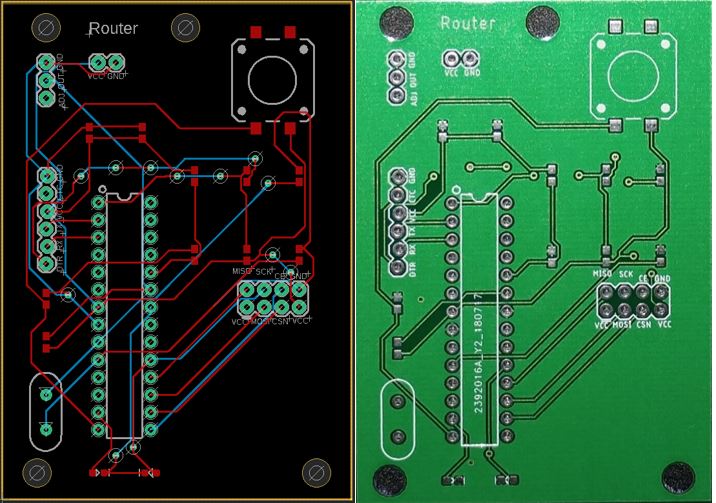 Router
GND
OUT
ADJ
VCC GND
GND
CTC
VCC
TX
RX
DTR
MISO SCK CE GND
VCC MOSI CSN VCC
Router
GND
OUT
ADJ
VCC GND
GND
CTC
VCC
TX
RX
DTR
MISO SCK CE GND
VCC MOSI CSN VCC